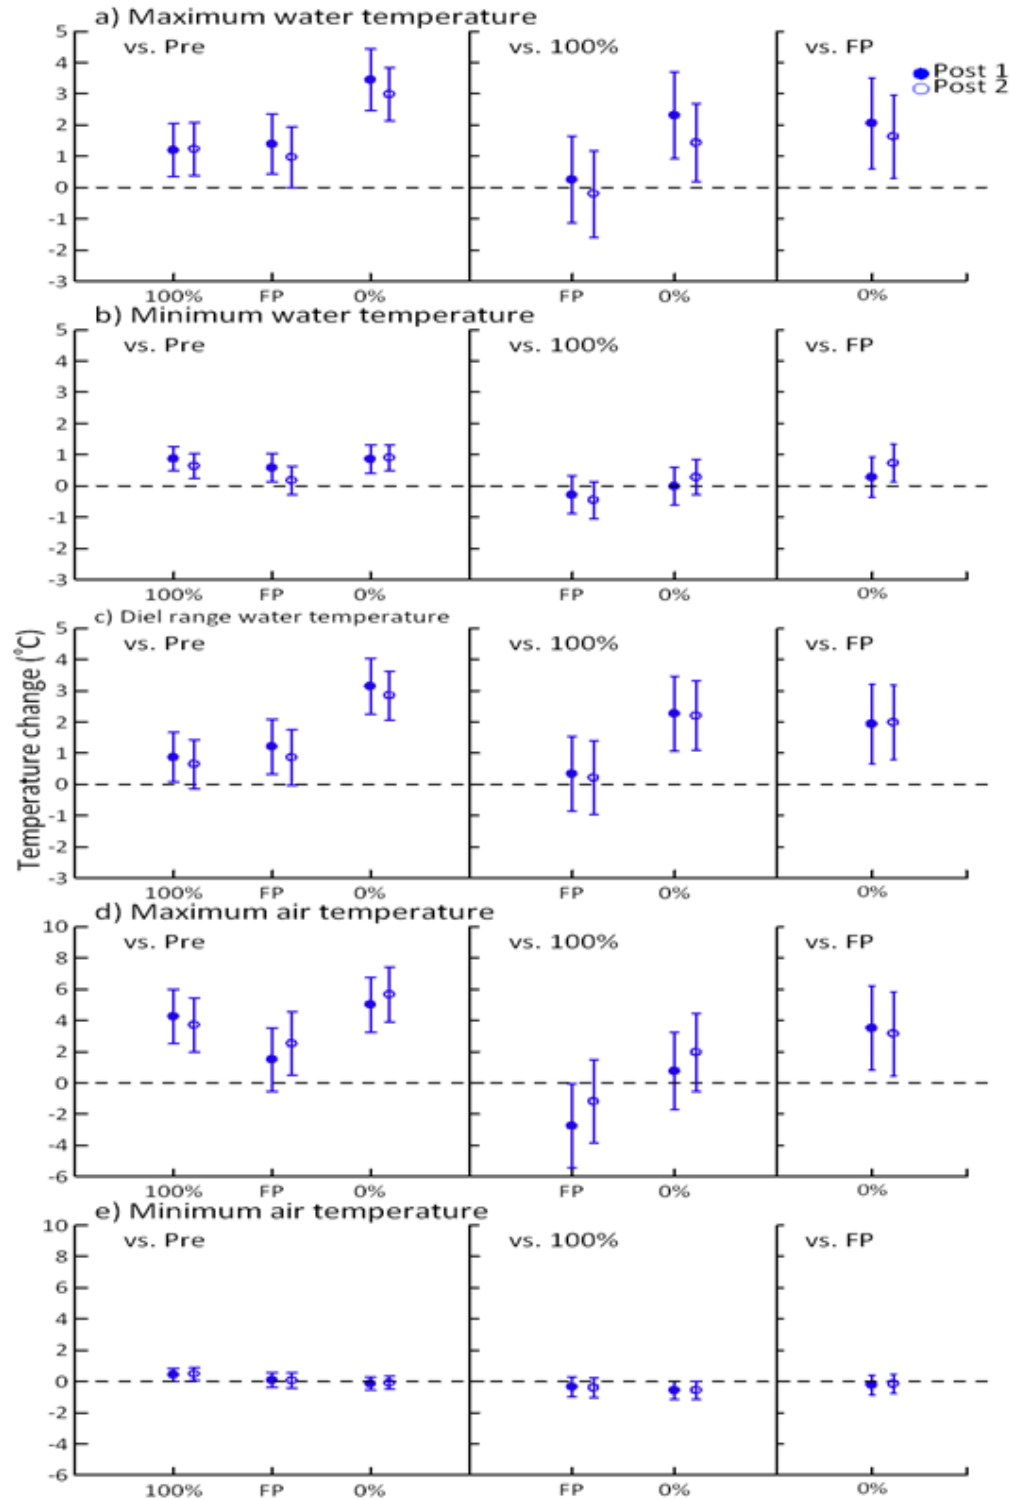 a) Maximum water temperature
vs. Pre vs. 100% vs. FP
Post 1
Post 2
5
4
3
2
1
0
-1
-2
-3
100% FP 0% FP 0% 0%
b) Minimum water temperature
vs. Pre vs. 100% vs. FP
5
4
3
2
1
0
-1
-2
-3
100% FP 0% FP 0% 0%
c) Diel range water temperature
vs. Pre vs. 100% vs. FP
Temperature change (°C)
5
4
3
2
1
0
-1
-2
-3
100% FP 0% FP 0% 0%
d) Maximum air temperature
vs. Pre vs. 100% vs. FP
10
8
6
4
2
0
-2
-4
-6
100% FP 0% FP 0% 0%
e) Minimum air temperature
vs. Pre vs. 100% vs. FP
10
8
6
4
2
0
-2
-4
-6
100% FP 0% FP 0% 0%